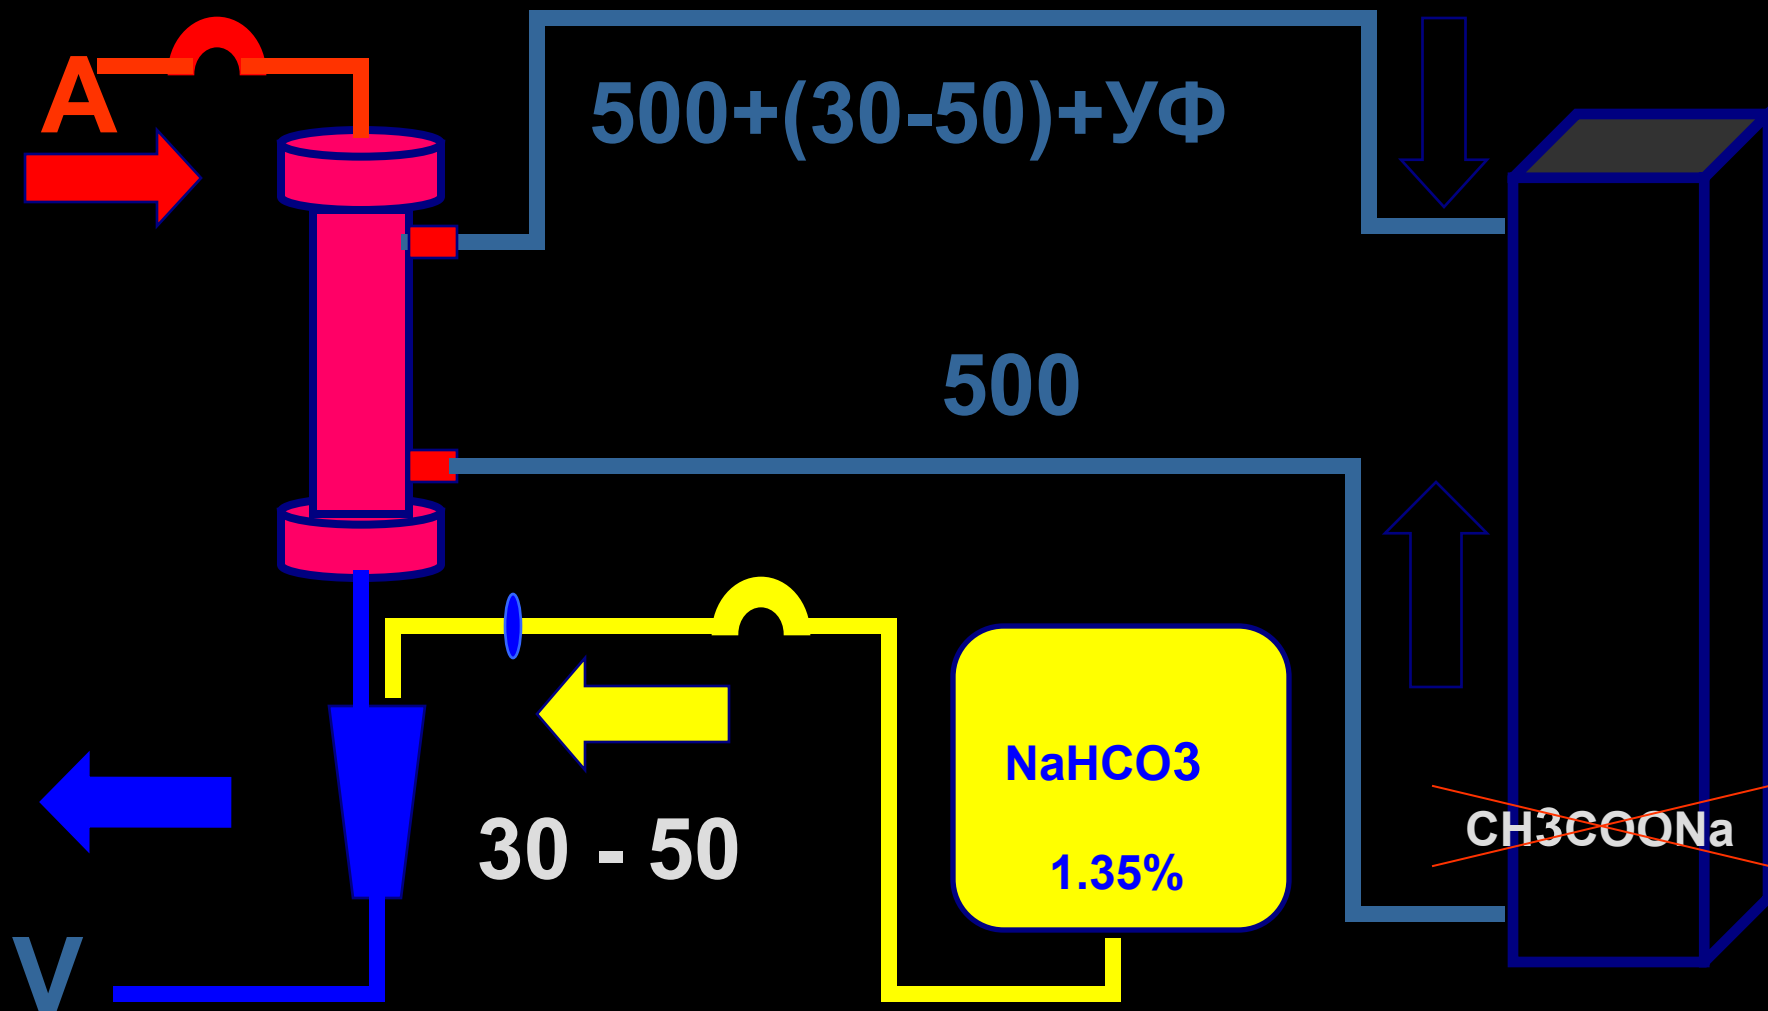 A
500+(30-50)+УФ
500
NaHCO3
1.35%
30 - 50
CH3COONa
V